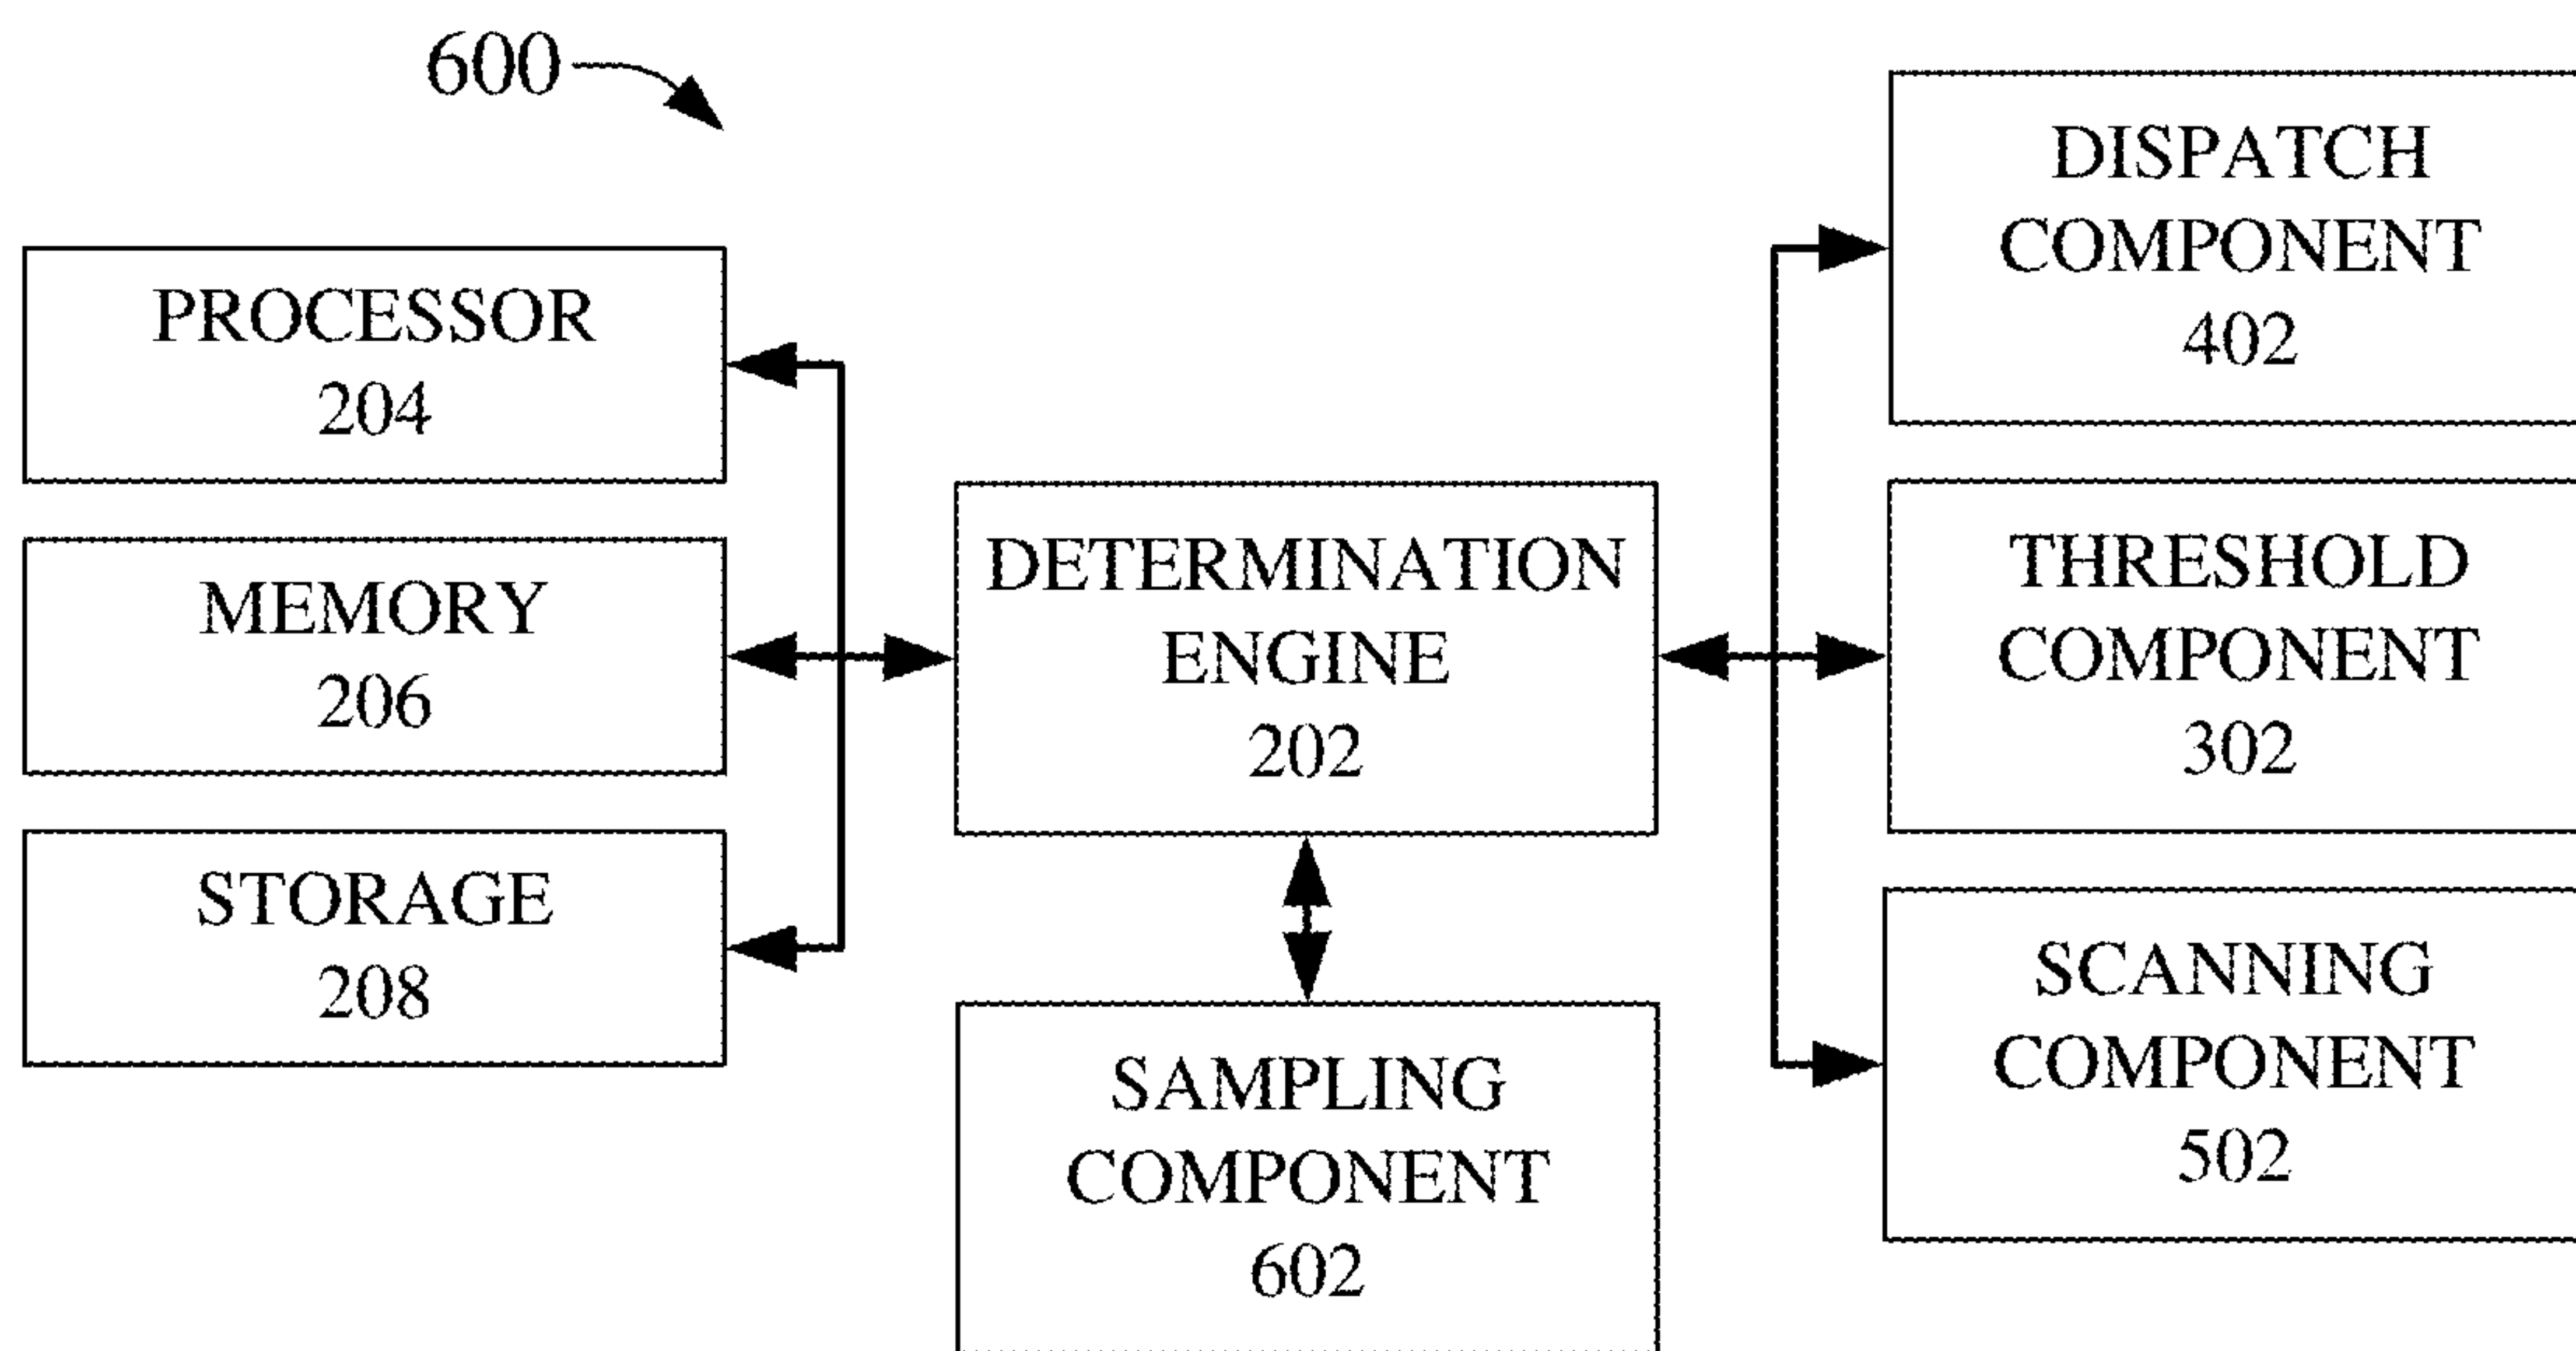 600
PROCESSOR
204
MEMORY
206
STORAGE
208
DETERMINATION
ENGINE
202
SAMPLING
COMPONENT
602
DISPATCH
COMPONENT
402
THRESHOLD
COMPONENT
302
SCANNING
COMPONENT
502